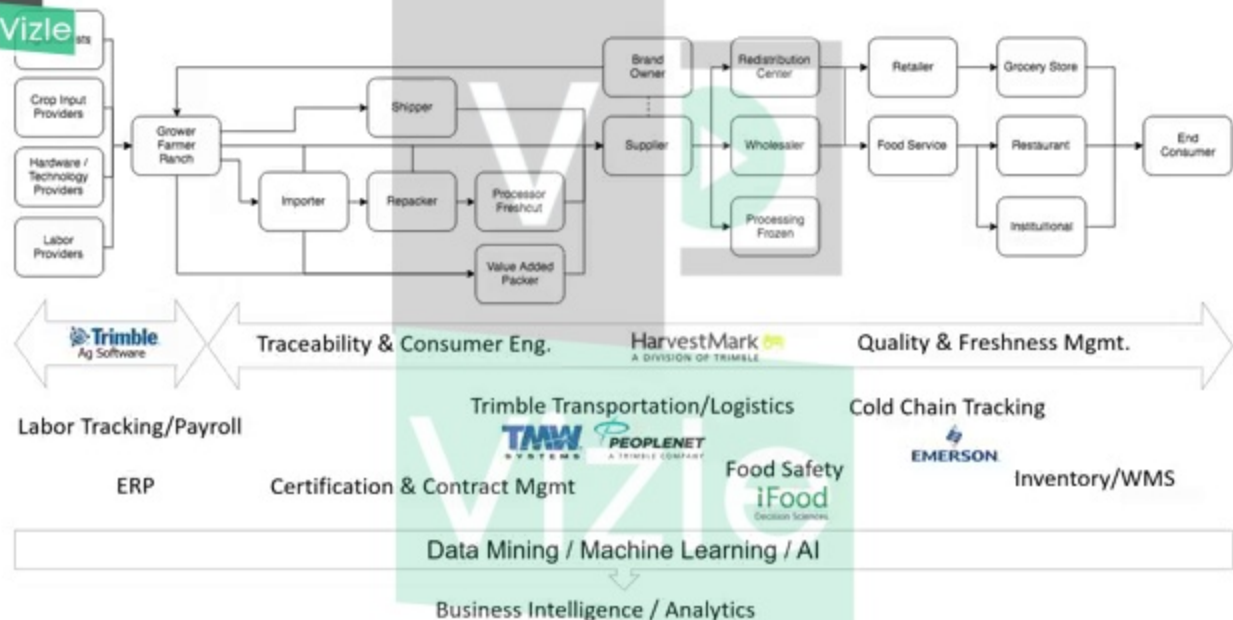 Vizle
sts
Crop Input
Providers
Hardware /
Technology
Providers
Labor
Providers
Grower
Farmer
Ranch
Shipper
Importer
Repacker
Processor
Freshcut
Value Added
Packer
Brand
Owner
Supplier
Redistribution
Center
Wholesaler
Processing
Frozen
Retailer
Food Service
Grocery Store
Restaurant
Institutional
End
Consumer
Trimble
Ag Software
Traceability & Consumer Eng.
HarvestMark
A DIVISION OF TRIMBLE
Quality & Freshness Mgmt.
Labor Tracking/Payroll
Trimble Transportation/Logistics
TMW
SYSTEMS
PEOPLENET
A TRIMBLE COMPANY
Cold Chain Tracking
EMERSON
ERP
Certification & Contract Mgmt
Food Safety
iFood
Decision Sciences
Inventory/WMS
Data Mining / Machine Learning / AI
Business Intelligence / Analytics
V
Vizle